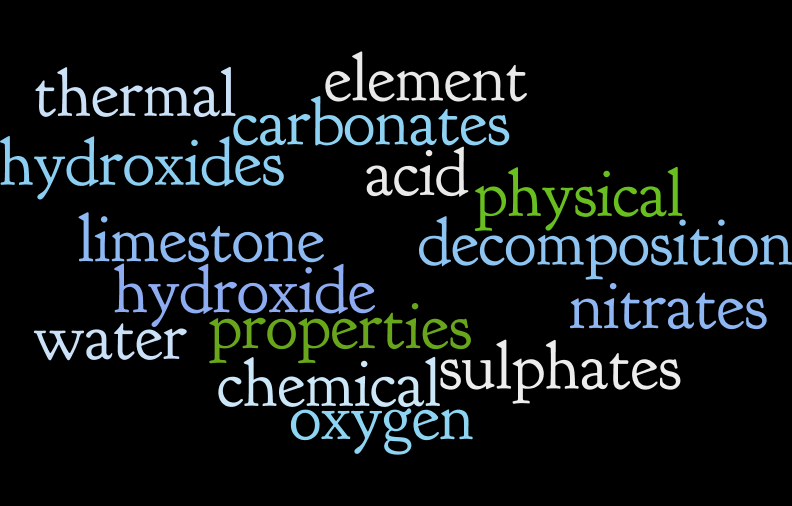 element
thermal
carbonates
hydroxides
acid
physical
limestone
decomposition
hydroxide
nitrates
properties
water
sulphates
chemical
oxygen